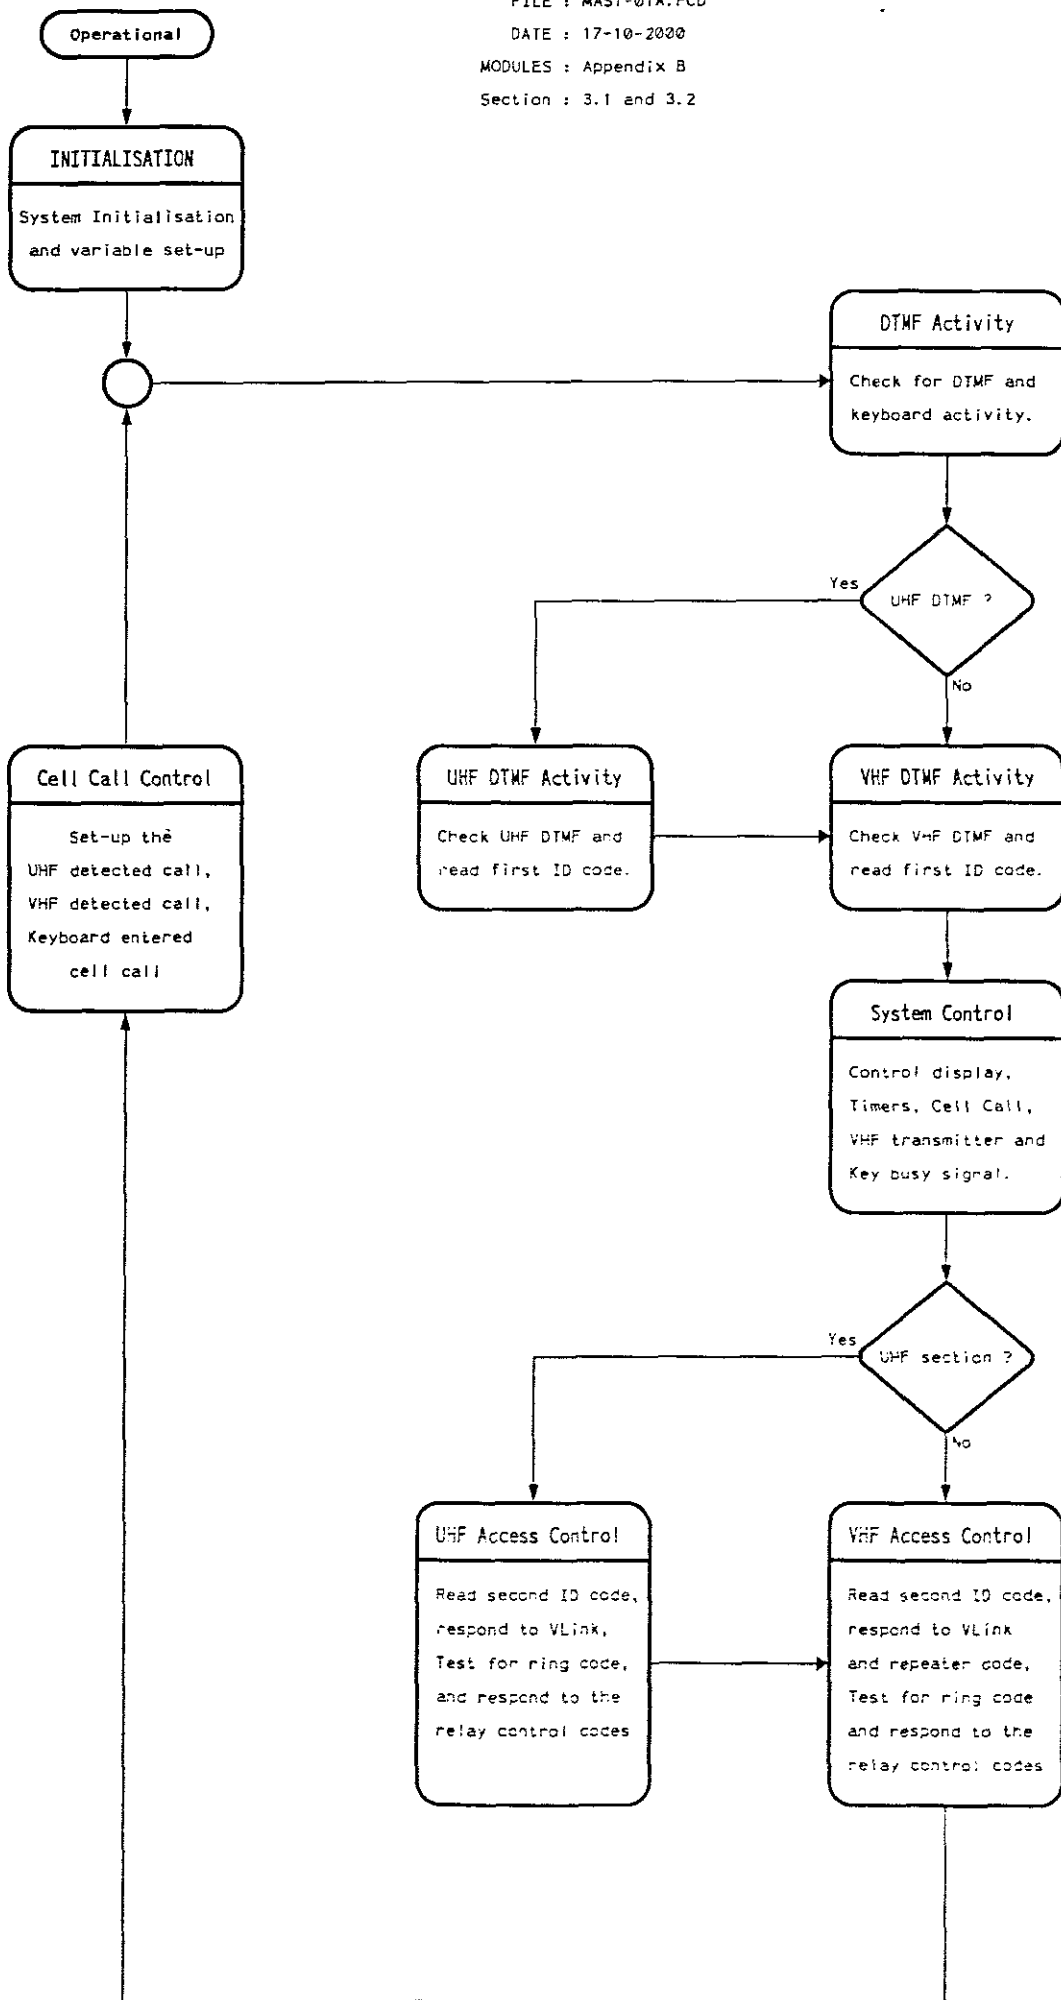 FILE : MAST-01A.FCD
DATE : 17-10-2000
MODULES : Appendix B
Section : 3.1 and 3.2
Operational
INITIALISATION
System Initialisation
and variable set-up
DTMF Activity
Check for DTMF and
keyboard activity.
UHF DTMF ?
Yes
No
UHF DTMF Activity
Check UHF DTMF and
read first ID code.
VHF DTMF Activity
Check VHF DTMF and
read first ID code.
Cell Call Control
Set-up the
UHF detected call,
VHF detected call,
Keyboard entered
cell call
System Control
Control display,
Timers, Cell Call,
VHF transmitter and
Key busy signal.
UHF section ?
Yes
No
UHF Access Control
Read second ID code,
respond to VLink,
Test for ring code,
and respond to the
relay control codes
VHF Access Control
Read second ID code,
respond to VLink
and repeater code,
Test for ring code
and respond to the
relay control codes